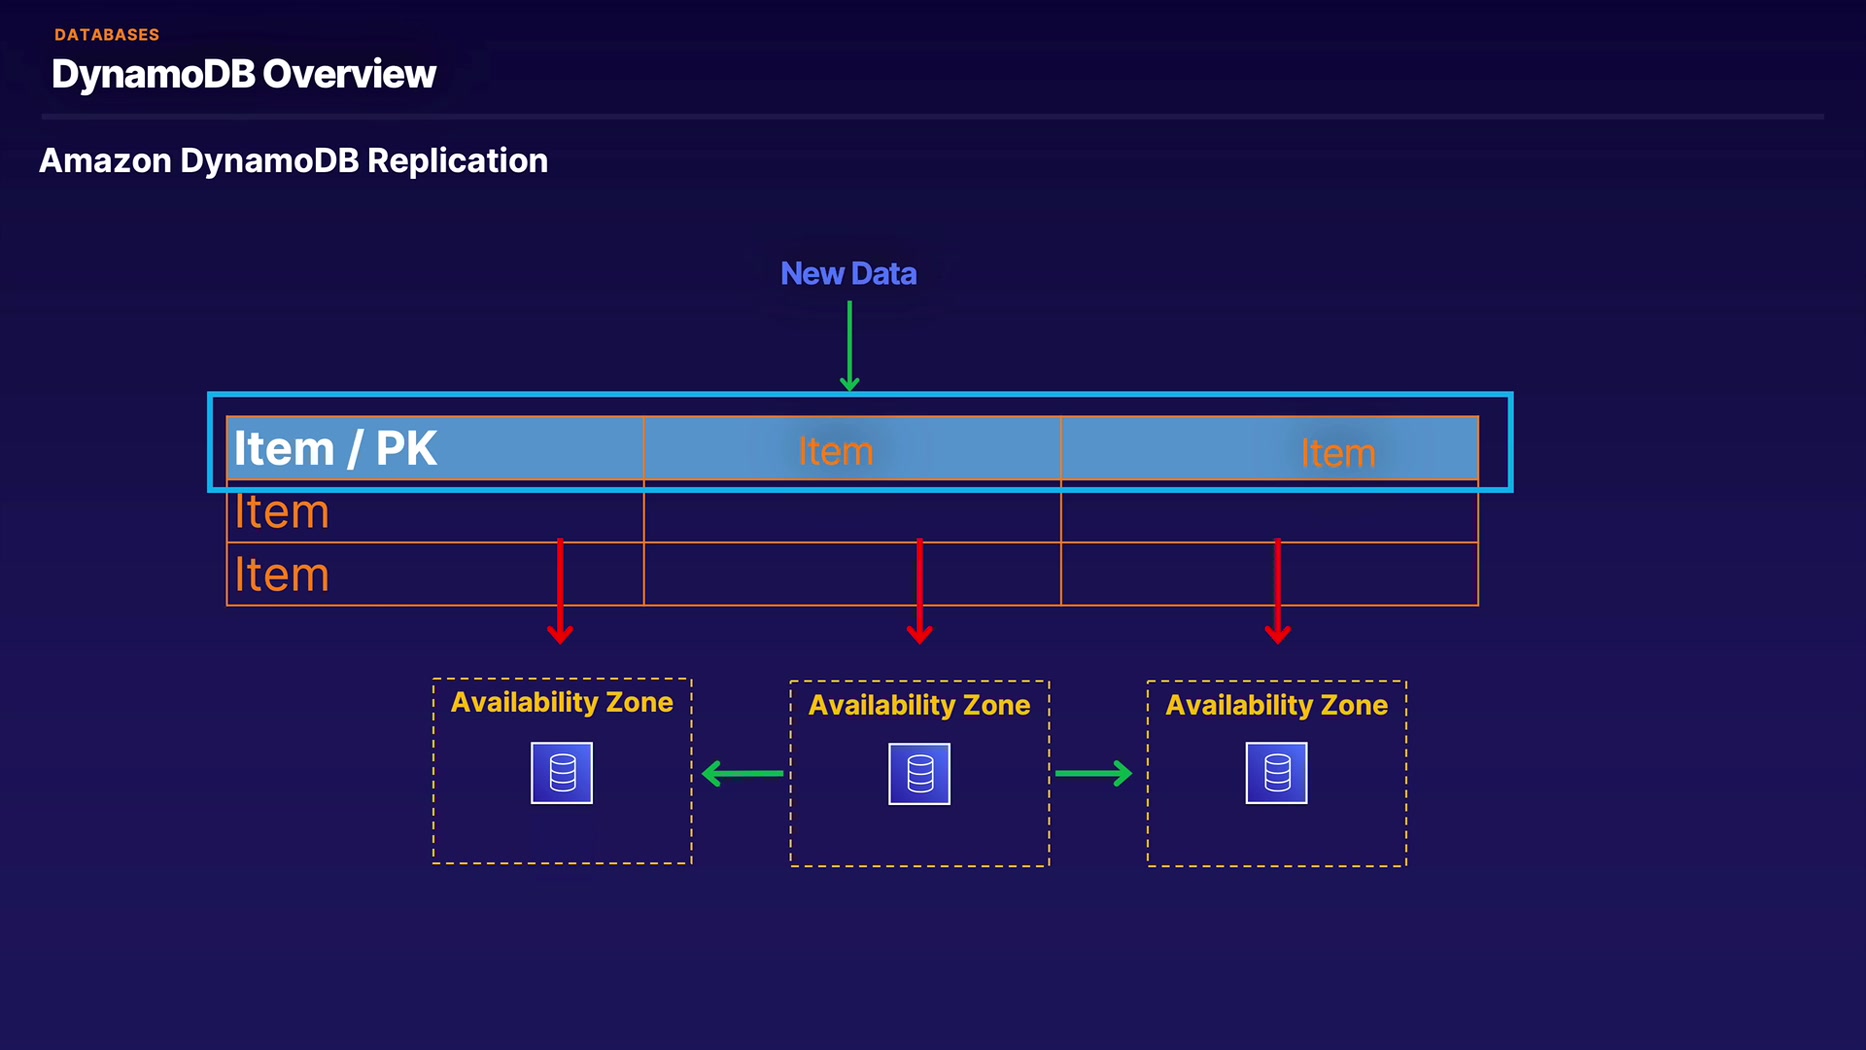 DATABASES
DynamoDB Overview
Amazon DynamoDB Replication
New Data
Item / PK Item Item
Item
Item
Availability Zone Availability Zone Availability Zone